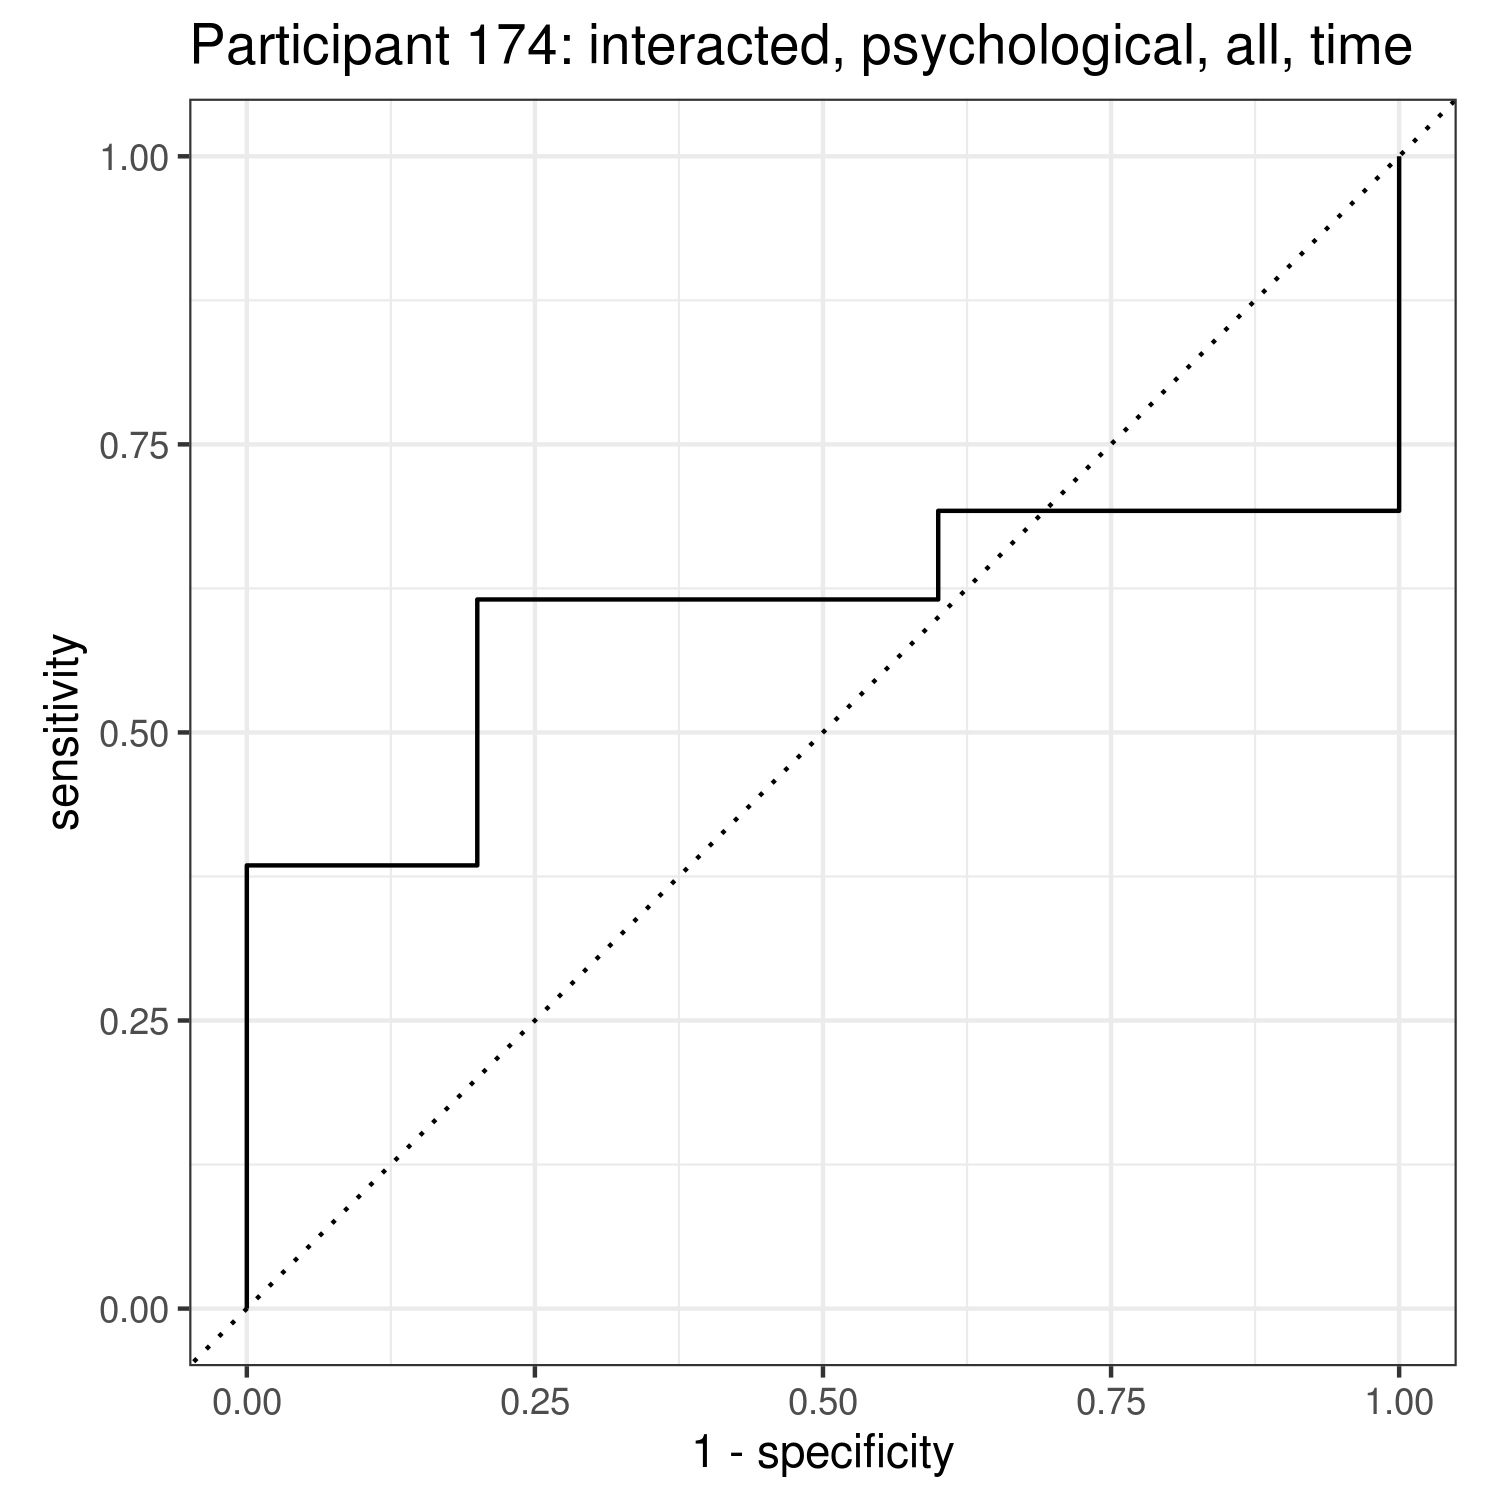 Participant 174: interacted, psychological, all, time
1.00
0.75
0.50
0.25
0.00
sensitivity
0.00 0.25 0.50 0.75 1.00
1 - specificity